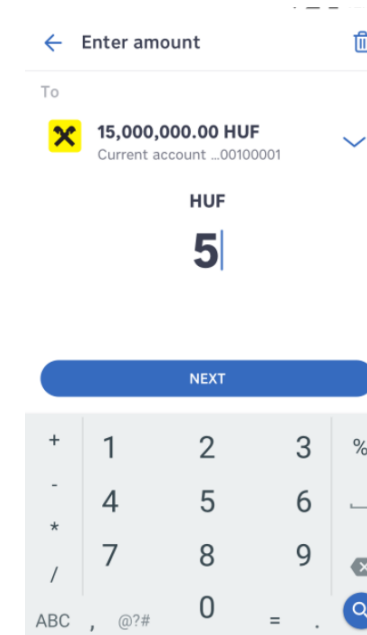 Enter amount
To
15,000,000.00 HUF
Current account ...00100001
HUF
5
NEXT
+ 1 2 3 %
- 4 5 6
*
7 8 9
/
ABC , @?# 0 = .